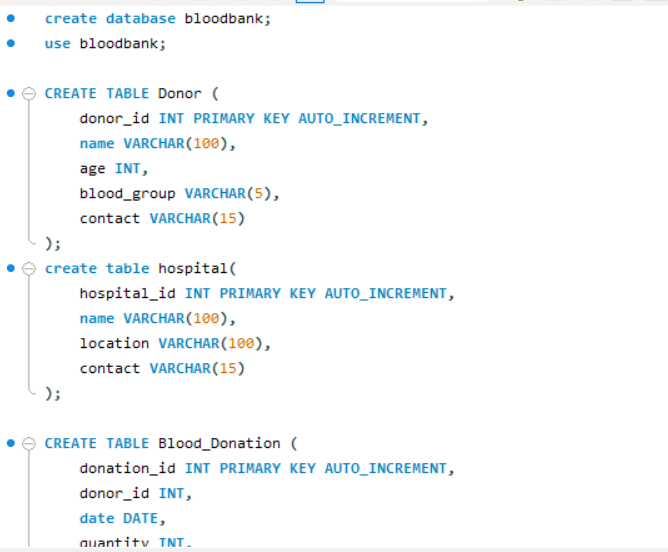 create database bloodbank;
use bloodbank;
CREATE TABLE Donor (
donor_id INT PRIMARY KEY AUTO_INCREMENT,
name VARCHAR(100),
age INT,
blood_group VARCHAR(5),
contact VARCHAR(15)
);
create table hospital(
hospital_id INT PRIMARY KEY AUTO_INCREMENT,
name VARCHAR(100),
location VARCHAR(100),
contact VARCHAR(15)
);
CREATE TABLE Blood_Donation (
donation_id INT PRIMARY KEY AUTO_INCREMENT,
donor_id INT,
date DATE,
quantity INT,